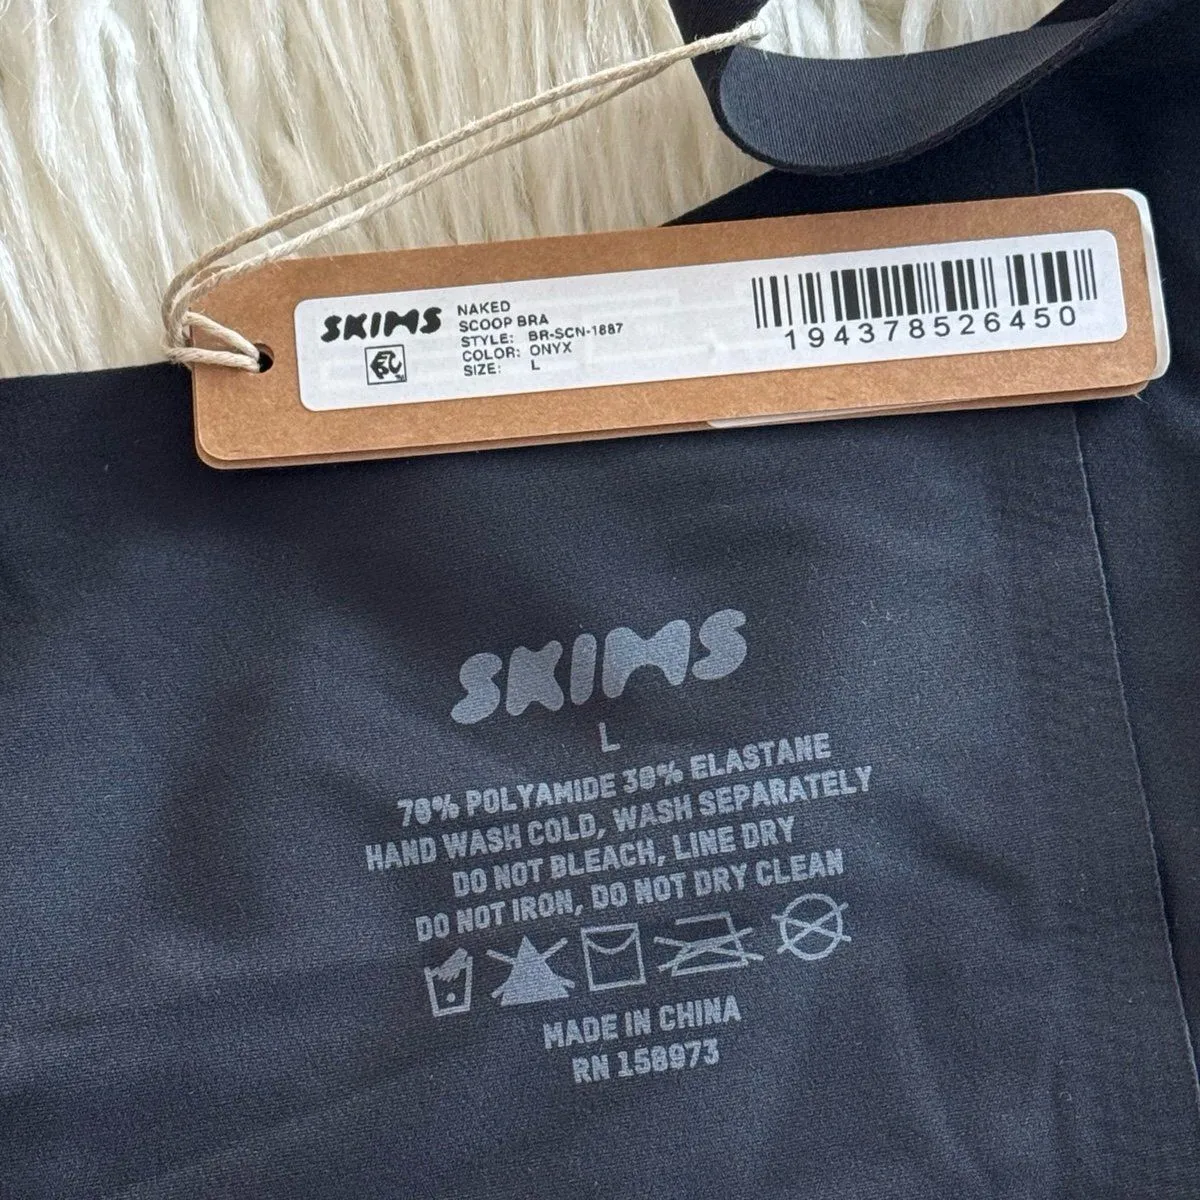 SKIMS
NAKED
SCOOP BRA
STYLE: BR-SCN-1887
COLOR: ONYX
SIZE: L
194378526450
SKIMS
L
70% POLYAMIDE 30% ELASTANE
HAND WASH COLD, WASH SEPARATELY
DO NOT BLEACH, LINE DRY
DO NOT IRON, DO NOT DRY CLEAN
MADE IN CHINA
RN 158973